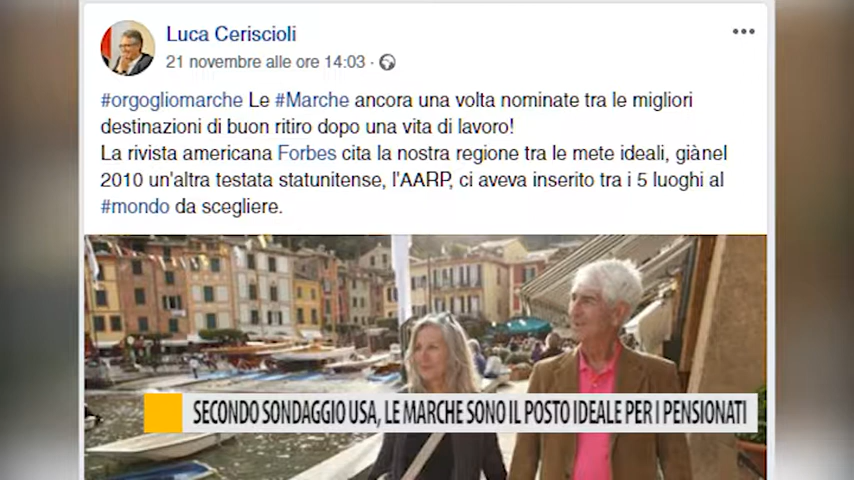 Luca Ceriscioli
21 novembre alle ore 14:03 ·
#orgogliomarche Le #Marche ancora una volta nominate tra le migliori
destinazioni di buon ritiro dopo una vita di lavoro!
La rivista americana Forbes cita la nostra regione tra le mete ideali, giànel
2010 un'altra testata statunitense, l'AARP, ci aveva inserito tra i 5 luoghi al
#mondo da scegliere.
SECONDO SONDAGGIO USA, LE MARCHE SONO IL POSTO IDEALE PER I PENSIONATI